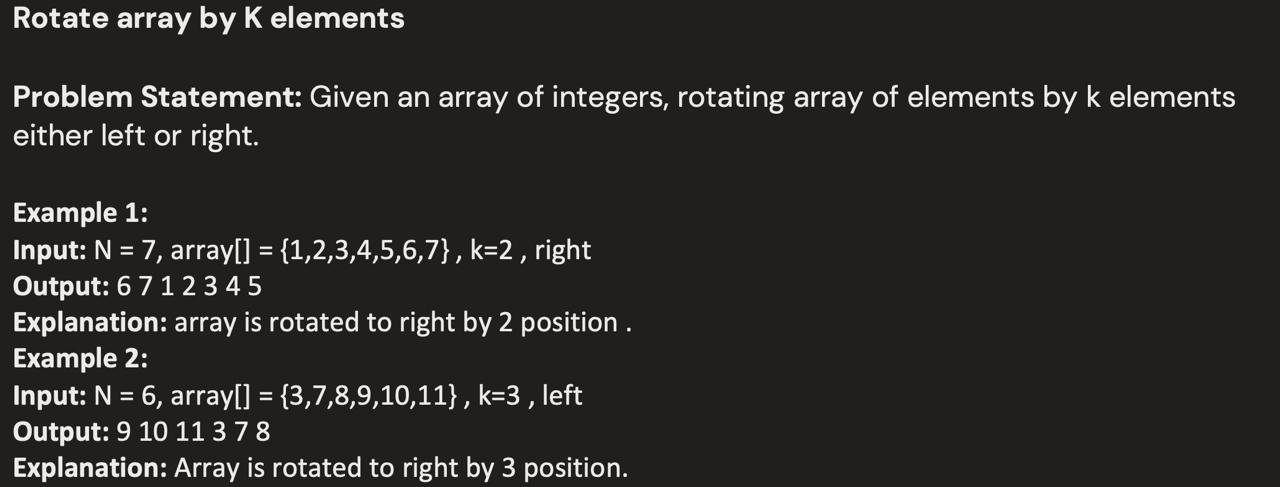 Rotate array by K elements
Problem Statement: Given an array of integers, rotating array of elements by k elements
either left or right.
Example 1:
Input: N = 7, array[] = {1,2,3,4,5,6,7} , k=2 , right
Output: 6 7 1 2 3 4 5
Explanation: array is rotated to right by 2 position .
Example 2:
Input: N = 6, array[] = {3,7,8,9,10,11} , k=3 , left
Output: 9 10 11 3 7 8
Explanation: Array is rotated to right by 3 position.